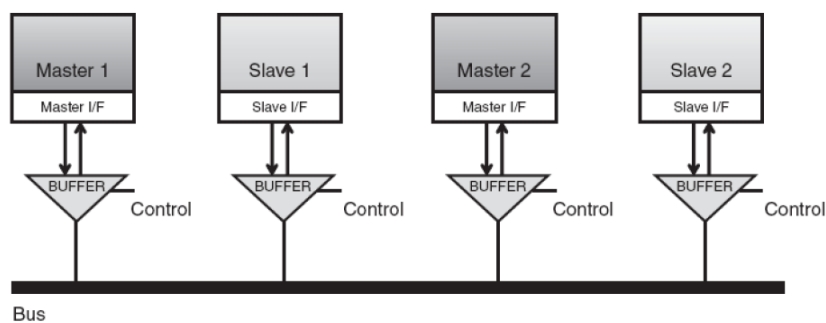 Master 1
Slave 1
Master 2
Slave 2
Master I/F
Slave I/F
Master I/F
Slave I/F
BUFFER
BUFFER
BUFFER
BUFFER
Control
Control
Control
Control
Bus